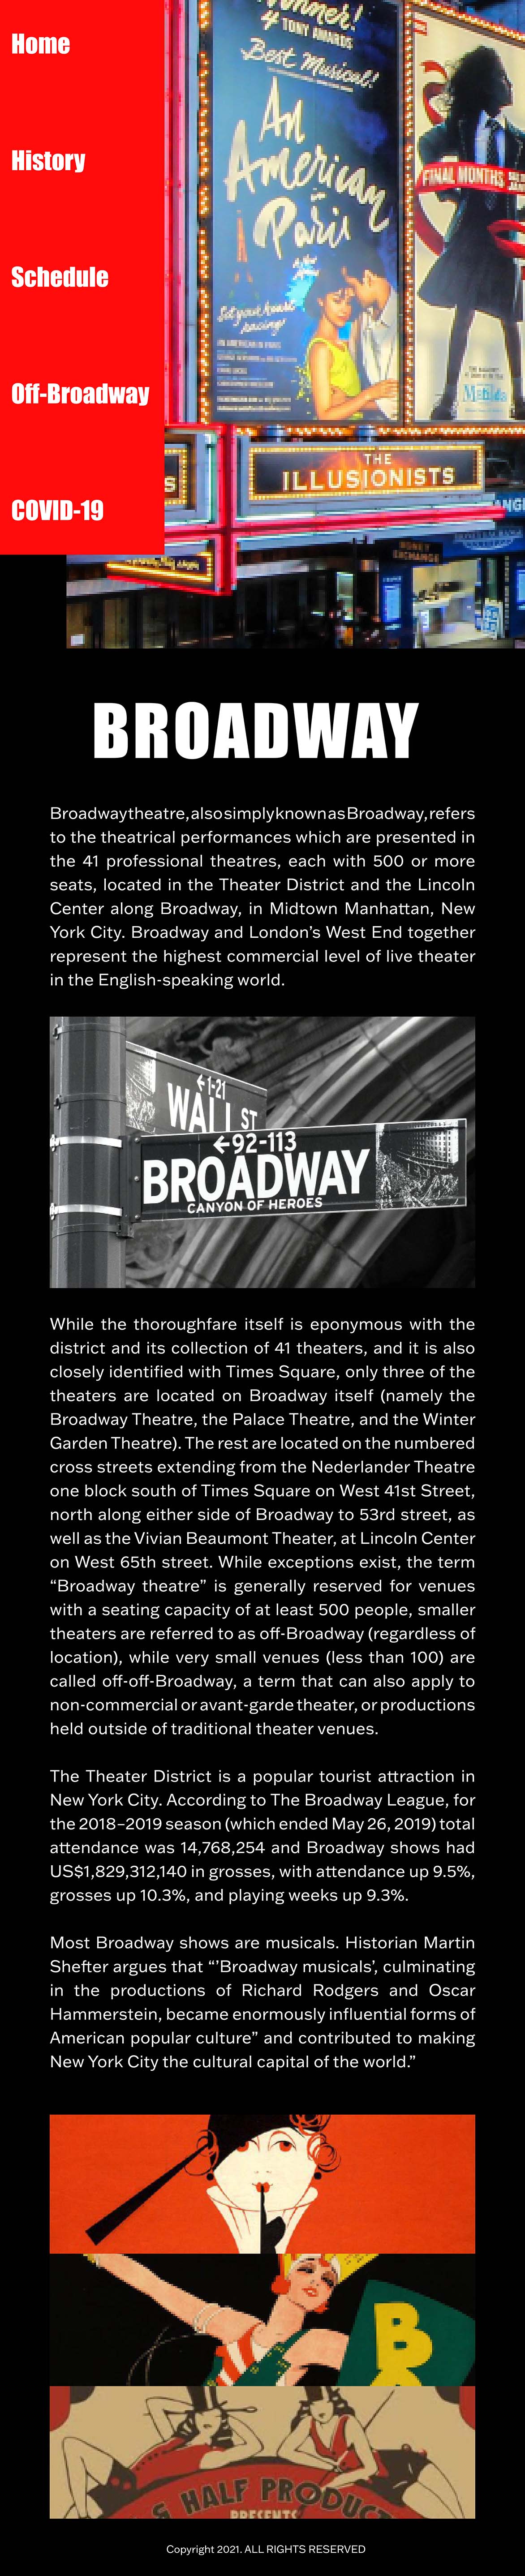 Home
History
Schedule
Off-Broadway
COVID-19
4 TONY AWARDS
Best Musical!
An
American
Paris
FINAL MONTHS
Matilda
THE
ILLUSIONISTS
S
BROADWAY
Broadway theatre, also simply known as Broadway, refers
to the theatrical performances which are presented in
the 41 professional theatres, each with 500 or more
seats, located in the Theater District and the Lincoln
Center along Broadway, in Midtown Manhattan, New
York City. Broadway and London’s West End together
represent the highest commercial level of live theater
in the English-speaking world.
←1-21
WALL ST
←92-113
BROADWAY
CANYON OF HEROES
While the thoroughfare itself is eponymous with the
district and its collection of 41 theaters, and it is also
closely identified with Times Square, only three of the
theaters are located on Broadway itself (namely the
Broadway Theatre, the Palace Theatre, and the Winter
Garden Theatre). The rest are located on the numbered
cross streets extending from the Nederlander Theatre
one block south of Times Square on West 41st Street,
north along either side of Broadway to 53rd street, as
well as the Vivian Beaumont Theater, at Lincoln Center
on West 65th street. While exceptions exist, the term
“Broadway theatre” is generally reserved for venues
with a seating capacity of at least 500 people, smaller
theaters are referred to as off-Broadway (regardless of
location), while very small venues (less than 100) are
called off-off-Broadway, a term that can also apply to
non-commercial or avant-garde theater, or productions
held outside of traditional theater venues.
The Theater District is a popular tourist attraction in
New York City. According to The Broadway League, for
the 2018–2019 season (which ended May 26, 2019) total
attendance was 14,768,254 and Broadway shows had
US$1,829,312,140 in grosses, with attendance up 9.5%,
grosses up 10.3%, and playing weeks up 9.3%.
Most Broadway shows are musicals. Historian Martin
Shefter argues that “’Broadway musicals’, culminating
in the productions of Richard Rodgers and Oscar
Hammerstein, became enormously influential forms of
American popular culture” and contributed to making
New York City the cultural capital of the world.”
B
HALF PRODUC
PRESENTS
Copyright 2021. ALL RIGHTS RESERVED